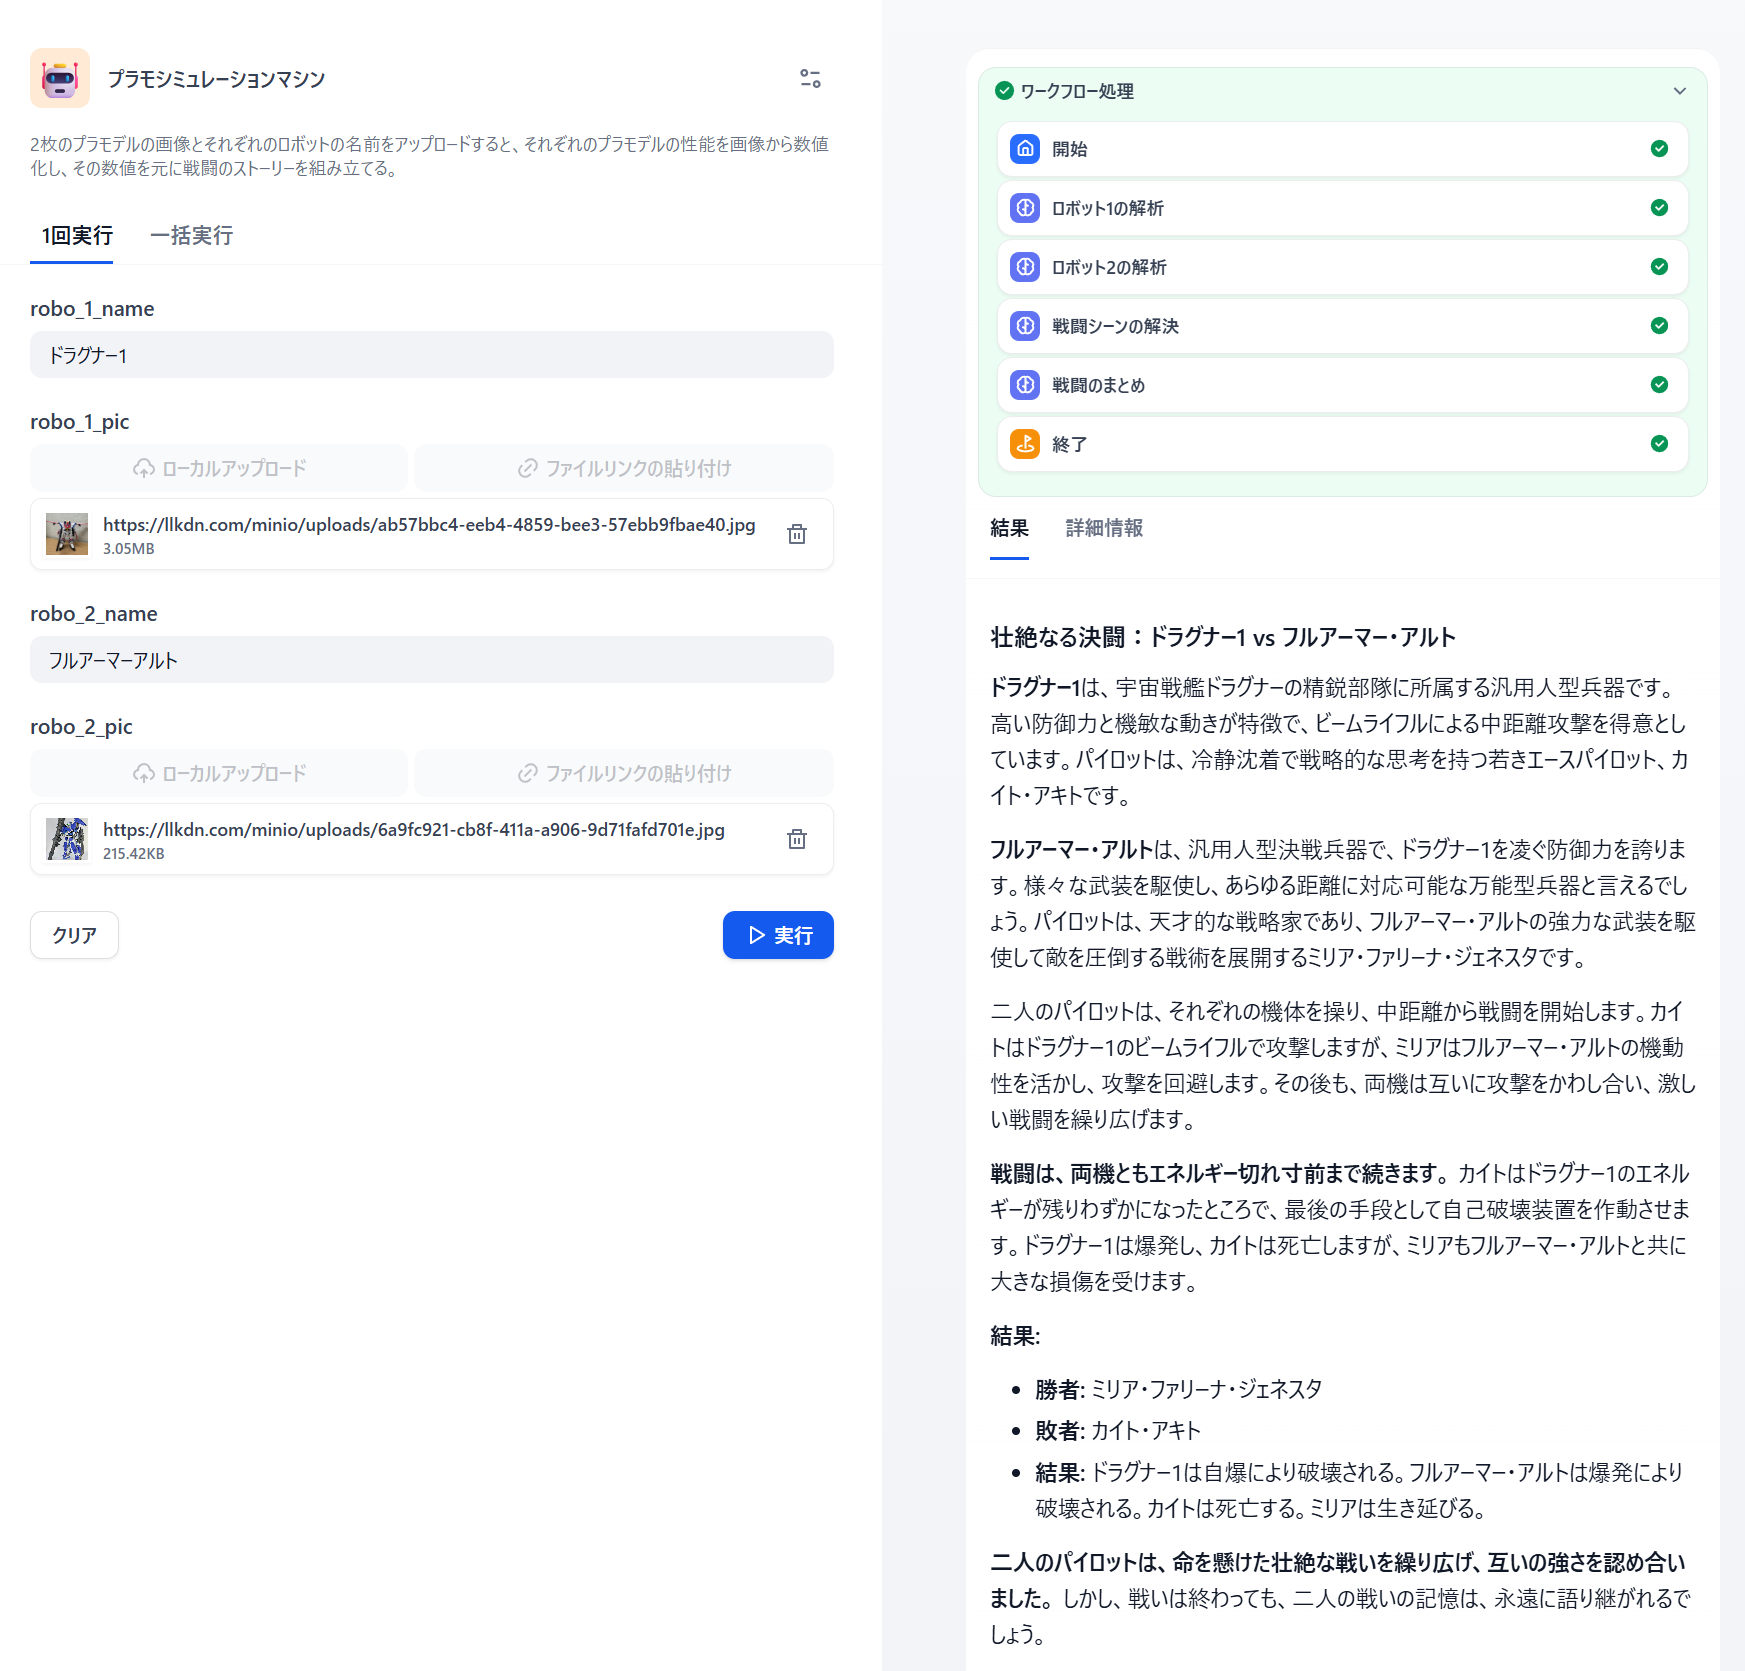 プラモシミュレーションマシン
2枚のプラモデルの画像とそれぞれのロボットの名前をアップロードすると、それぞれのプラモデルの性能を画像から数値
化し、その数値を元に戦闘のストーリーを組み立てる。
1回実行 一括実行
robo_1_name
ドラグナー1
robo_1_pic
ローカルアップロード ファイルリンクの貼り付け
https://llkdn.com/minio/uploads/ab57bbc4-eeb4-4859-bee3-57ebb9fbae40.jpg
3.05MB
robo_2_name
フルアーマーアルト
robo_2_pic
ローカルアップロード ファイルリンクの貼り付け
https://llkdn.com/minio/uploads/6a9fc921-cb8f-411a-a906-9d71fafd701e.jpg
215.42KB
クリア 実行
ワークフロー処理
開始
ロボット1の解析
ロボット2の解析
戦闘シーンの解決
戦闘のまとめ
終了
結果 詳細情報
壮絶なる決闘：ドラグナー1 vs フルアーマー・アルト
ドラグナー1は、宇宙戦艦ドラグナーの精鋭部隊に所属する汎用人型兵器です。
高い防御力と機敏な動きが特徴で、ビームライフルによる中距離攻撃を得意とし
ています。パイロットは、冷静沈着で戦略的な思考を持つ若きエースパイロット、カ
イト・アキトです。
フルアーマー・アルトは、汎用人型決戦兵器で、ドラグナー1を凌ぐ防御力を誇りま
す。様々な武装を駆使し、あらゆる距離に対応可能な万能型兵器と言えるでし
ょう。パイロットは、天才的な戦略家であり、フルアーマー・アルトの強力な武装を駆
使して敵を圧倒する戦術を展開するミリア・ファリーナ・ジェネスタです。
二人のパイロットは、それぞれの機体を操り、中距離から戦闘を開始します。カイ
トはドラグナー1のビームライフルで攻撃しますが、ミリアはフルアーマー・アルトの機動
性を活かし、攻撃を回避します。その後も、両機は互いに攻撃をかわし合い、激し
い戦闘を繰り広げます。
戦闘は、両機ともエネルギー切れ寸前まで続きます。カイトはドラグナー1のエネル
ギーが残りわずかになったところで、最後の手段として自己破壊装置を作動させま
す。ドラグナー1は爆発し、カイトは死亡しますが、ミリアもフルアーマー・アルトと共に
大きな損傷を受けます。
結果:
• 勝者: ミリア・ファリーナ・ジェネスタ
• 敗者: カイト・アキト
• 結果: ドラグナー1は自爆により破壊される。フルアーマー・アルトは爆発により
破壊される。カイトは死亡する。ミリアは生き延びる。
二人のパイロットは、命を懸けた壮絶な戦いを繰り広げ、互いの強さを認め合い
ました。しかし、戦いは終わっても、二人の戦いの記憶は、永遠に語り継がれるで
しょう。